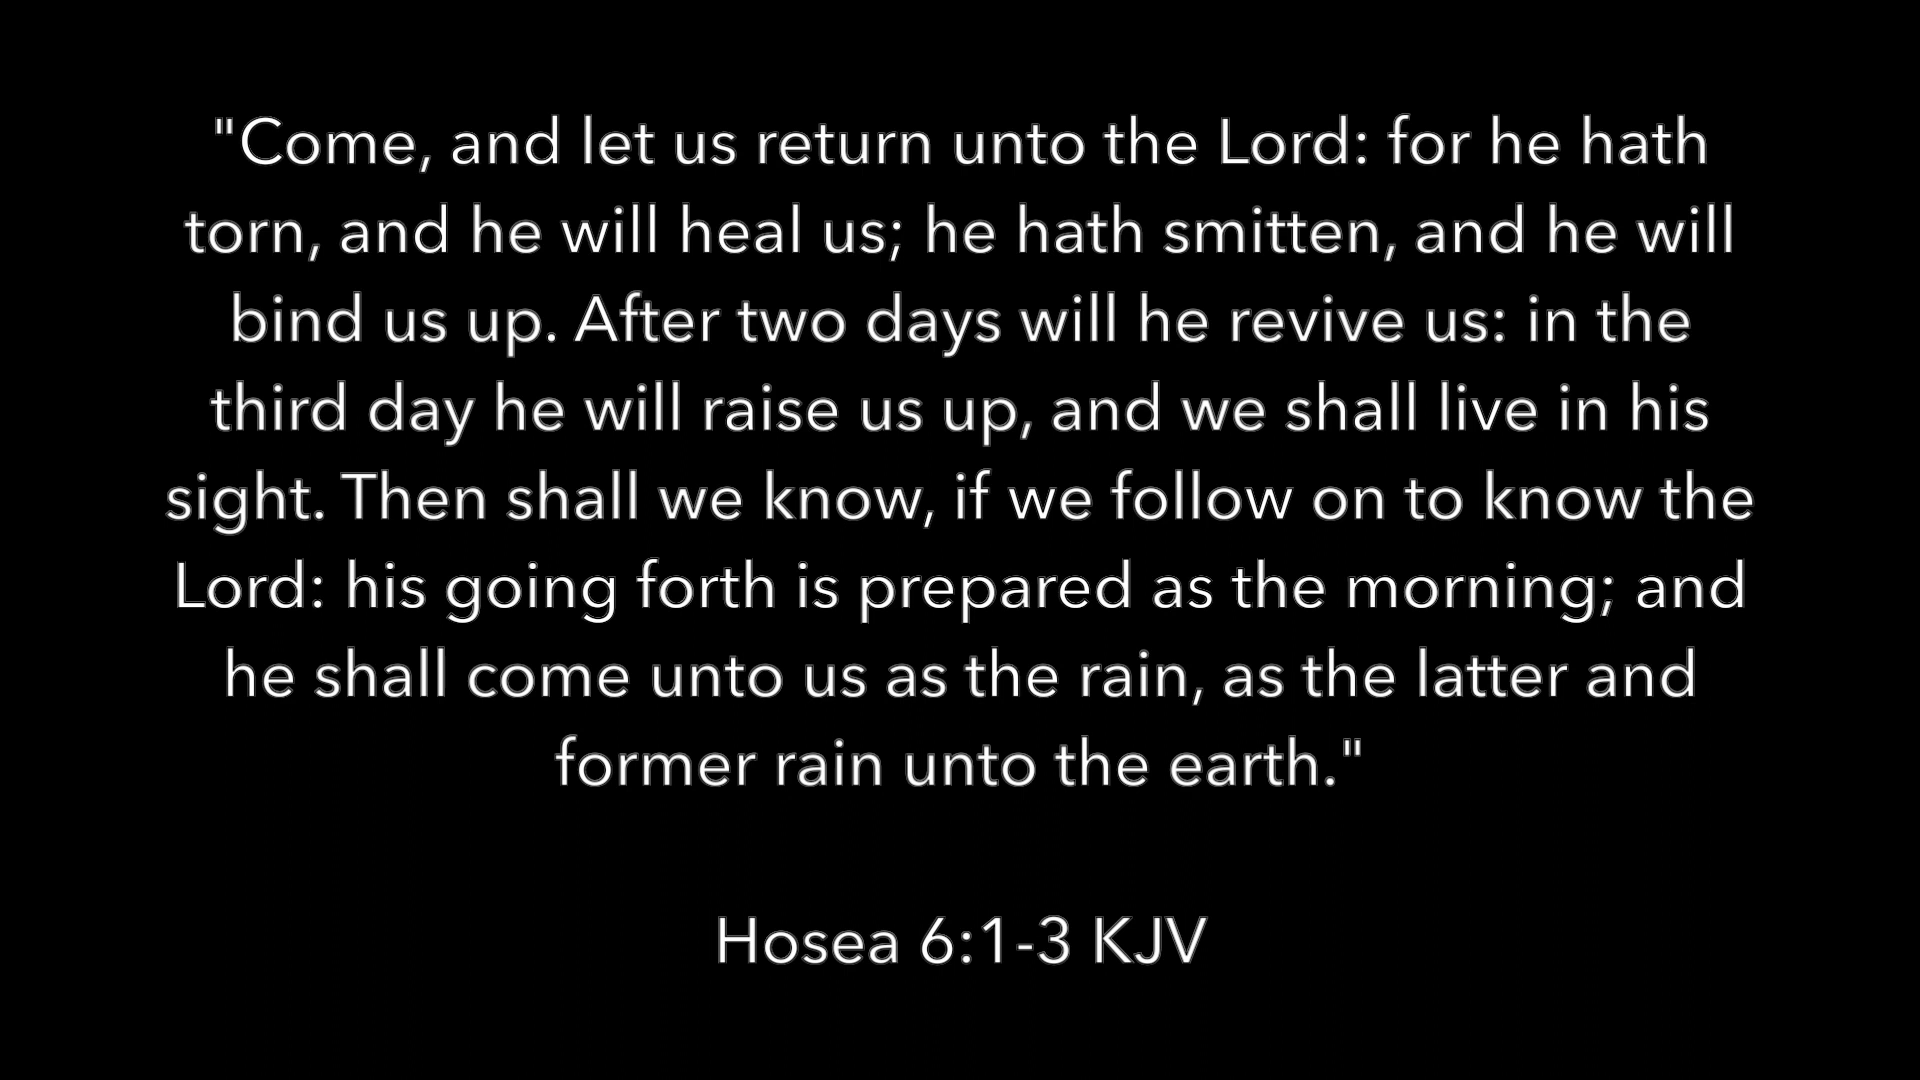 "Come, and let us return unto the Lord: for he hath
torn, and he will heal us; he hath smitten, and he will
bind us up. After two days will he revive us: in the
third day he will raise us up, and we shall live in his
sight. Then shall we know, if we follow on to know the
Lord: his going forth is prepared as the morning; and
he shall come unto us as the rain, as the latter and
former rain unto the earth."
Hosea 6:1-3 KJV